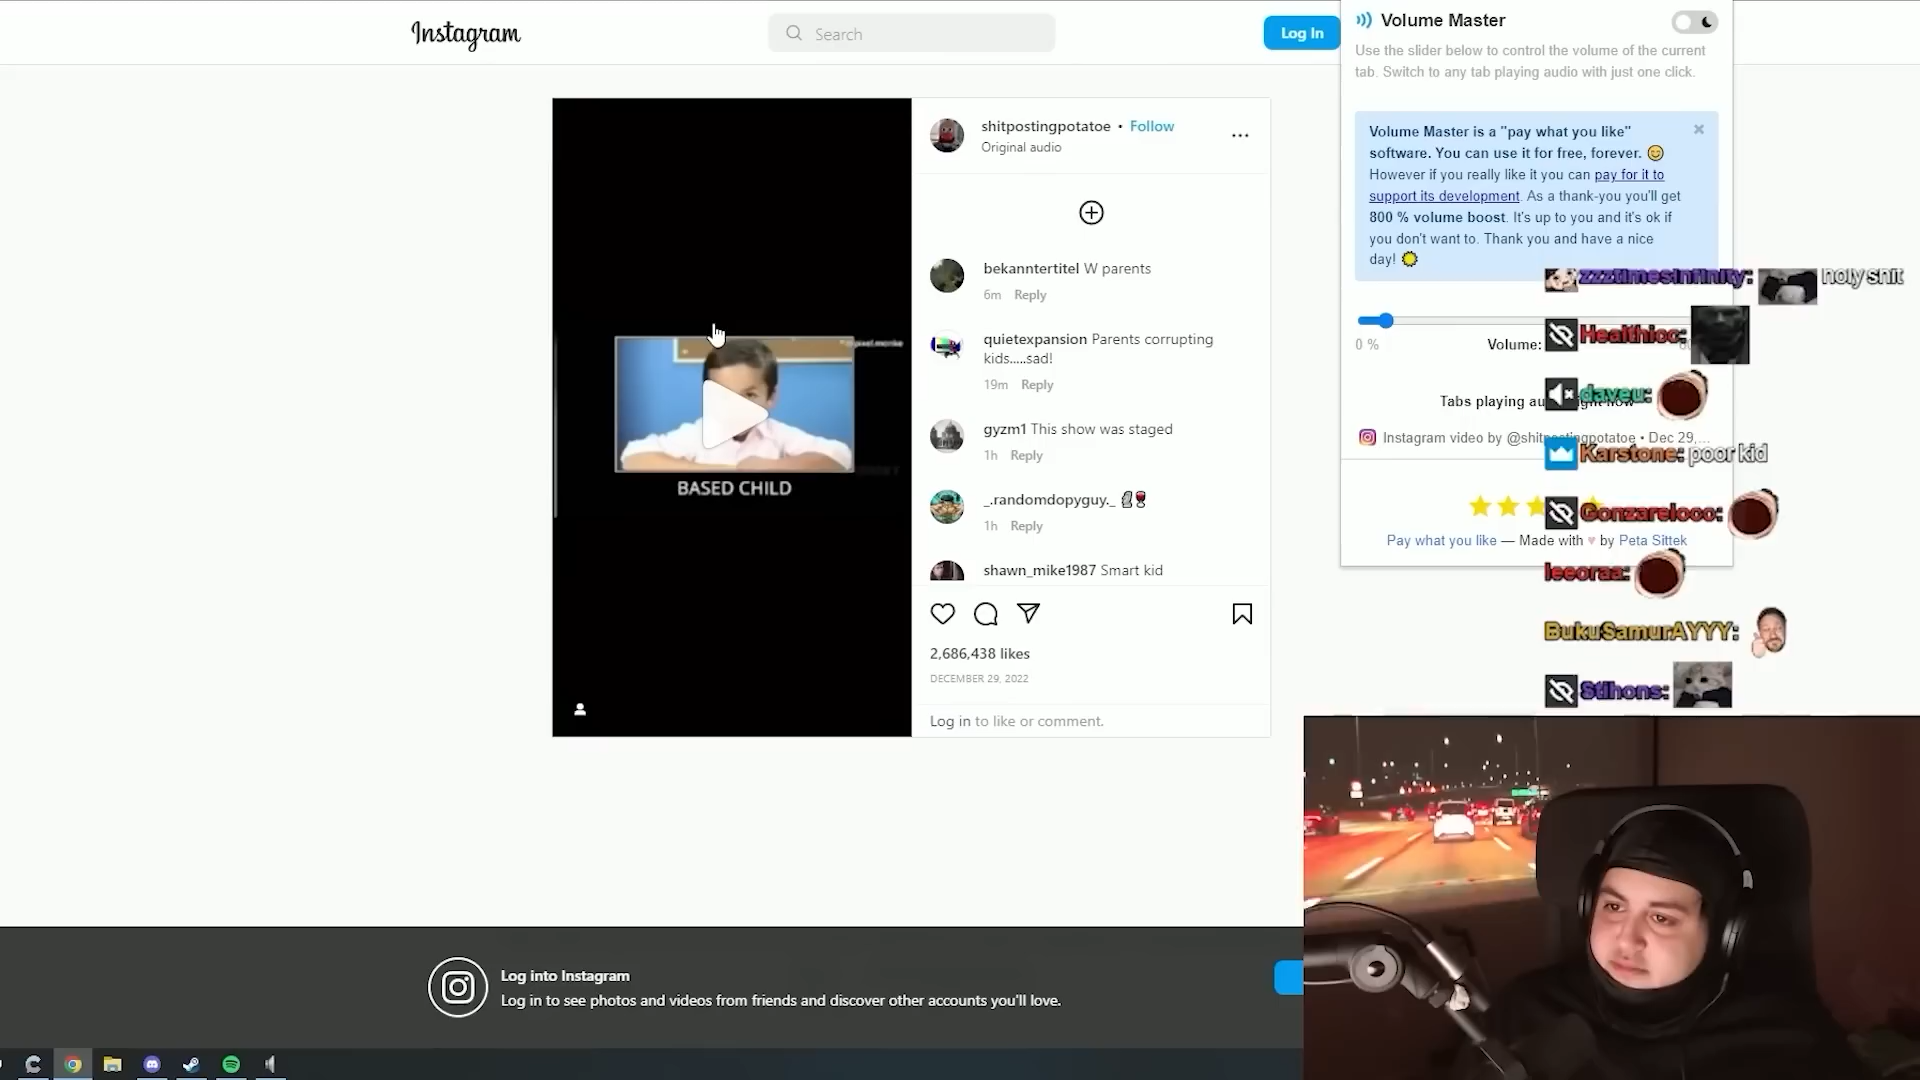 Instagram
Search
Log In
shitpostingpotatoe • Follow
Original audio
bekanntertitel W parents
6m Reply
quietexpansion Parents corrupting
kids.....sad!
19m Reply
gyzm1 This show was staged
1h Reply
_.randomdopyguy._
1h Reply
shawn_mike1987 Smart kid
2,686,438 likes
DECEMBER 29, 2022
Log in to like or comment.
BASED CHILD
Volume Master
Use the slider below to control the volume of the current
tab. Switch to any tab playing audio with just one click.
Volume Master is a "pay what you like"
software. You can use it for free, forever. 😊
However if you really like it you can pay for it to
support its development. As a thank-you you'll get
800 % volume boost. It's up to you and it's ok if
you don't want to. Thank you and have a nice
day! 🌞
0 %
Volume:
Tabs playing
Instagram video by @shitpostingpotatoe • Dec 29,...
Pay what you like — Made with ♥ by Peta Sittek
zzztimesInfinity: holy shit
Healthicc:
daveu:
Karstone: poor kid
Gonzarelooo:
leeoraa:
BukuSamurAYYY:
Stihons:
Log into Instagram
Log in to see photos and videos from friends and discover other accounts you'll love.